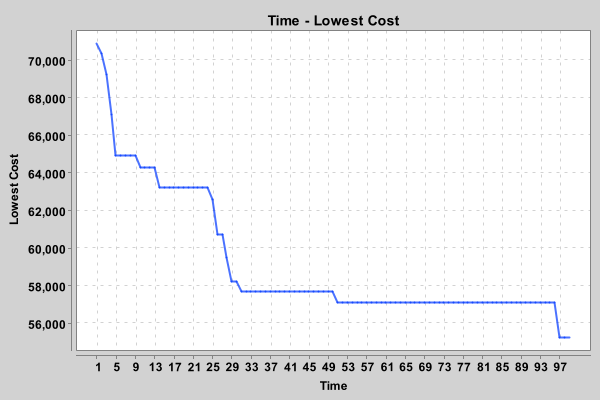 Time - Lowest Cost
70,000
68,000
66,000
64,000
62,000
60,000
58,000
56,000
Lowest Cost
1 5 9 13 17 21 25 29 33 37 41 45 49 53 57 61 65 69 73 77 81 85 89 93 97
Time